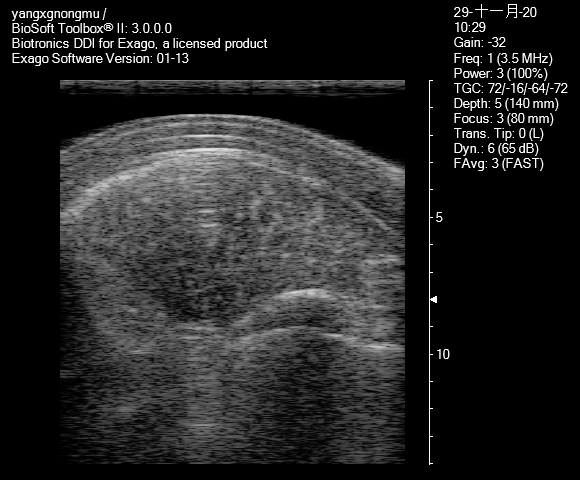 yangxgnongmu /
BioSoft Toolbox® II: 3.0.0.0
Biotronics DDI for Exago, a licensed product
Exago Software Version: 01-13
29-十一月-20
10:29
Gain: -32
Freq: 1 (3.5 MHz)
Power: 3 (100%)
TGC: 72/-16/-64/-72
Depth: 5 (140 mm)
Focus: 3 (80 mm)
Trans. Tip: 0 (L)
Dyn.: 6 (65 dB)
FAvg: 3 (FAST)
5
10